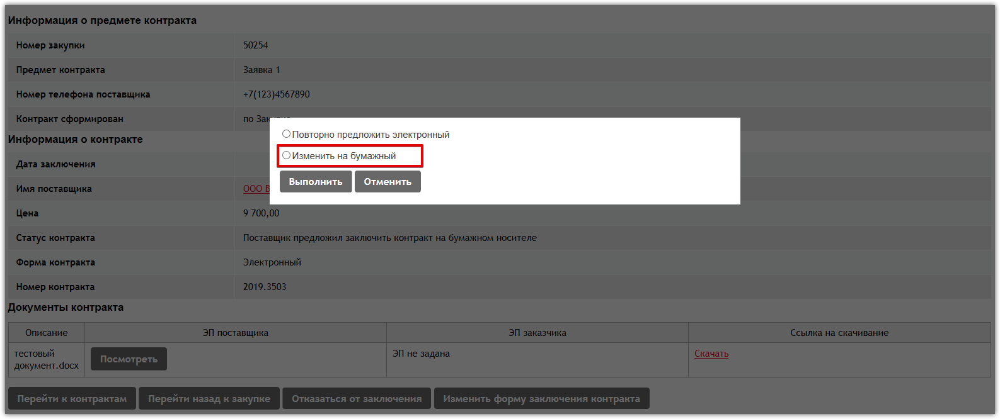 Информация о предмете контракта
Номер закупки 50254
Предмет контракта Заявка 1
Номер телефона поставщика +7(123)4567890
Контракт сформирован по
Повторно предложить электронный
Информация о контракте
Изменить на бумажный
Дата заключения
Выполнить Отменить
Имя поставщика ООО
Цена 9 700,00
Статус контракта Поставщик предложил заключить контракт на бумажном носителе
Форма контракта Электронный
Номер контракта 2019.3503
Документы контракта
Описание ЭП поставщика ЭП заказчика Ссылка на скачивание
тестовый Посмотреть ЭП не задана Скачать
документ.docx
Перейти к контрактам Перейти назад к закупке Отказаться от заключения Изменить форму заключения контракта